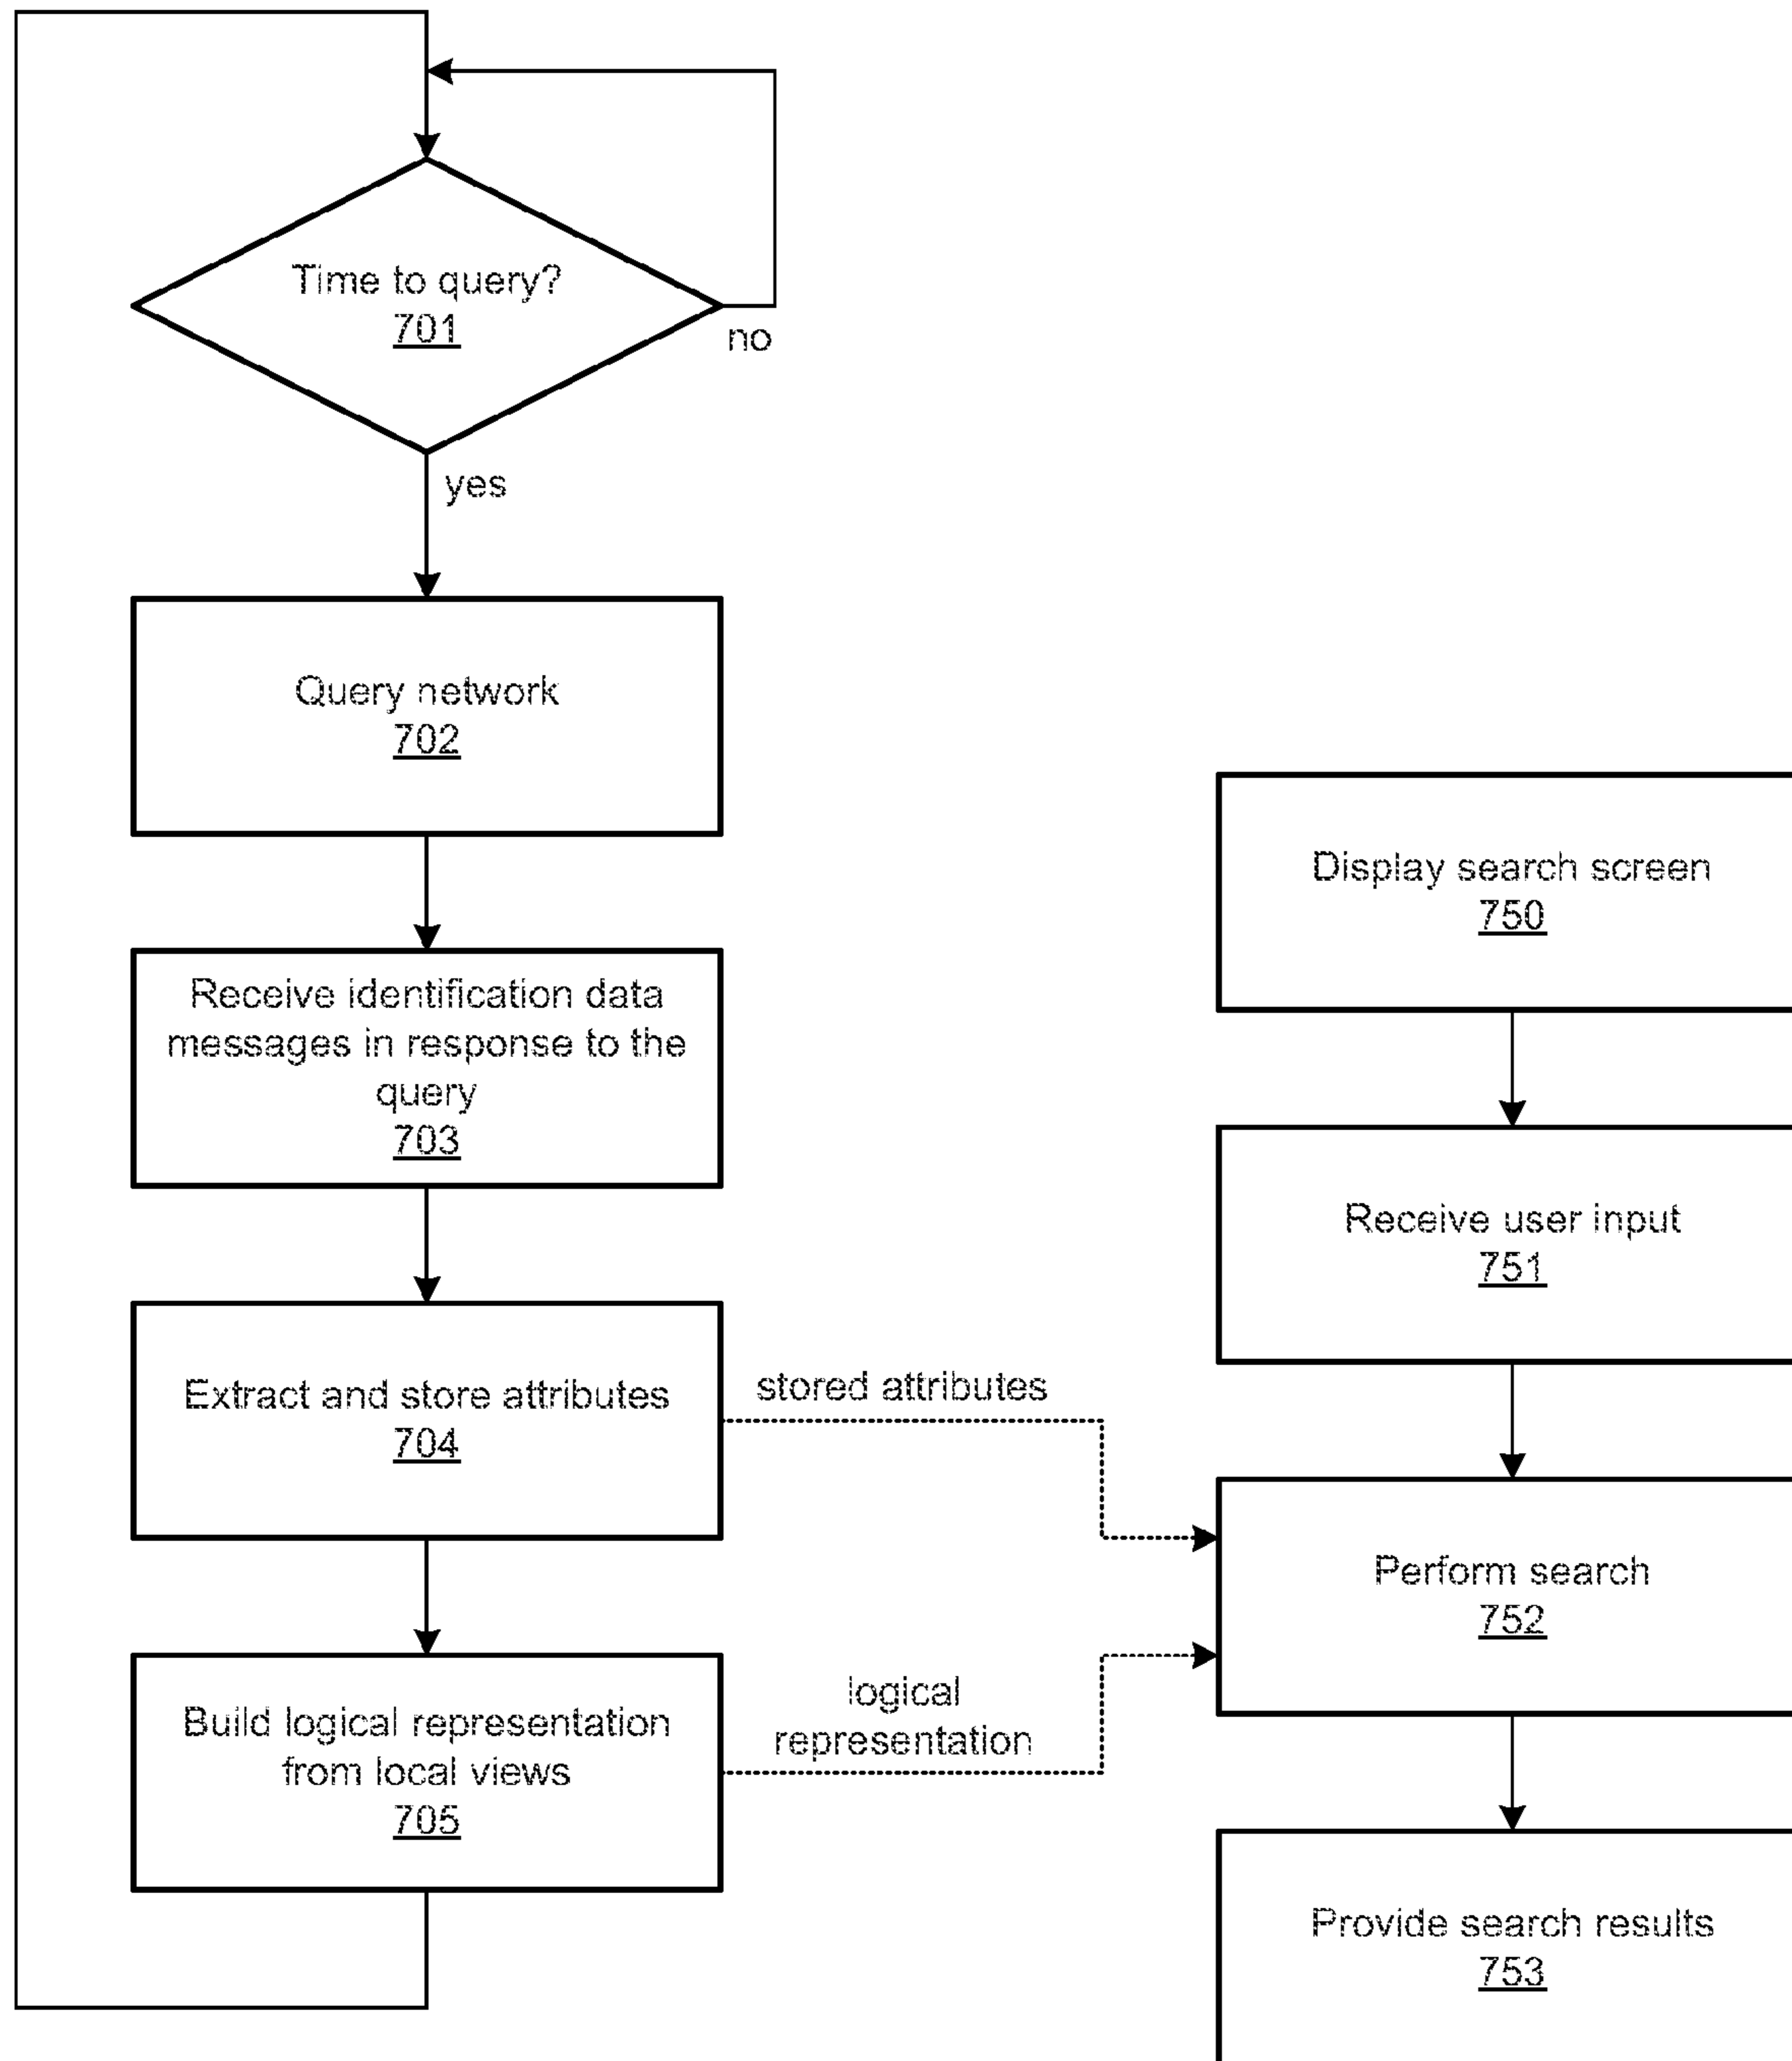 Time to query?
701
no
yes
Query network
702
Receive identification data
messages in response to the
query
703
Extract and store attributes
704
stored attributes
Build logical representation
from local views
705
logical
representation
Display search screen
750
Receive user input
751
Perform search
752
Provide search results
753